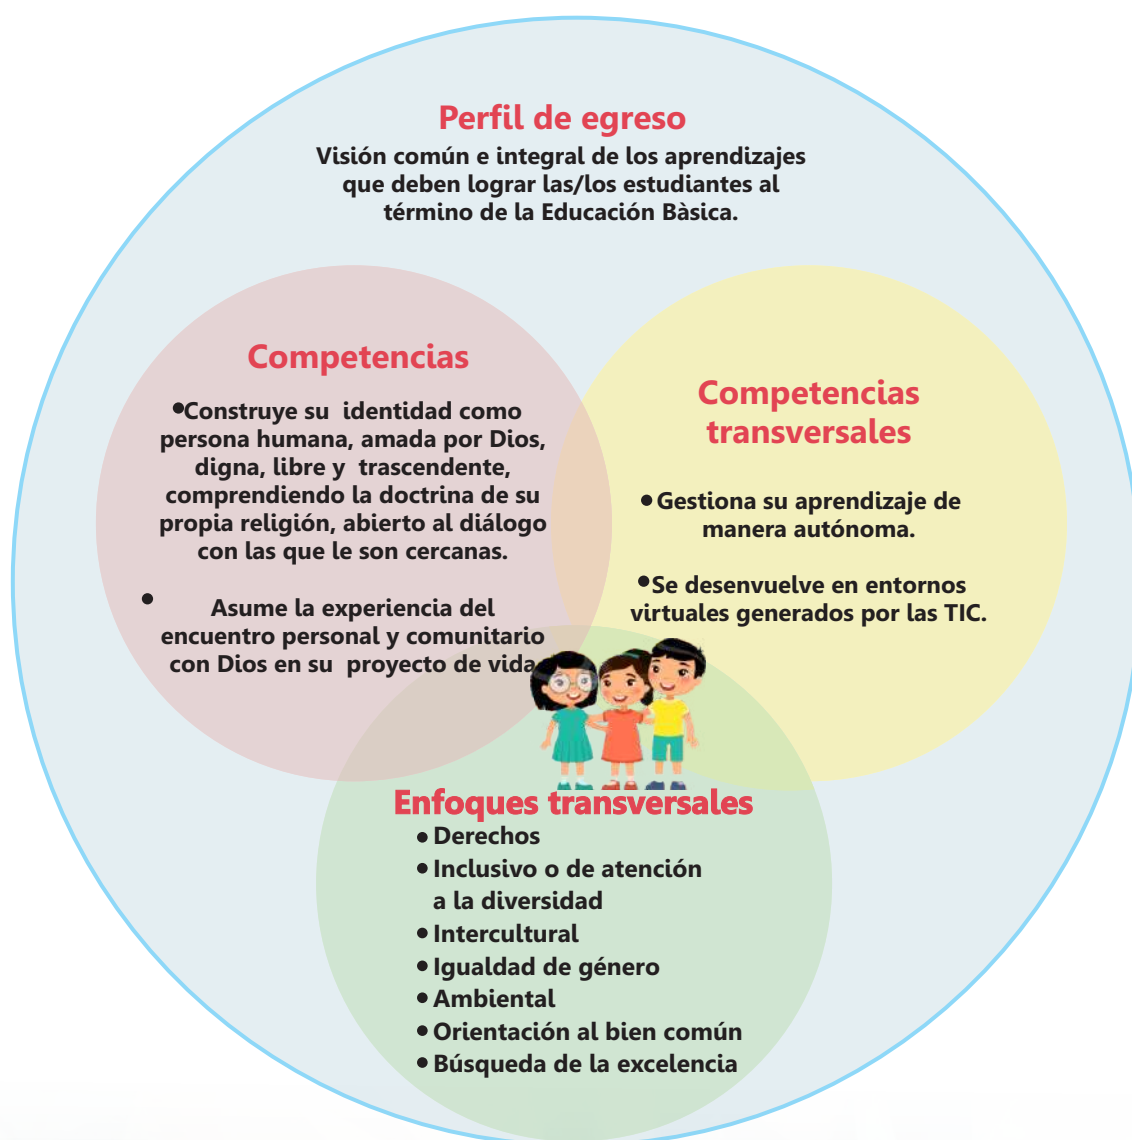 Perfil de egreso
Visión común e integral de los aprendizajes
que deben lograr las/los estudiantes al
término de la Educación Bàsica.
Competencias
•Construye su identidad como
persona humana, amada por Dios,
digna, libre y trascendente,
comprendiendo la doctrina de su
propia religión, abierto al diálogo
con las que le son cercanas.
• Asume la experiencia del
encuentro personal y comunitario
con Dios en su proyecto de vida
Competencias
transversales
• Gestiona su aprendizaje de
manera autónoma.
•Se desenvuelve en entornos
virtuales generados por las TIC.
Enfoques transversales
• Derechos
• Inclusivo o de atención
a la diversidad
• Intercultural
• Igualdad de género
• Ambiental
• Orientación al bien común
• Búsqueda de la excelencia